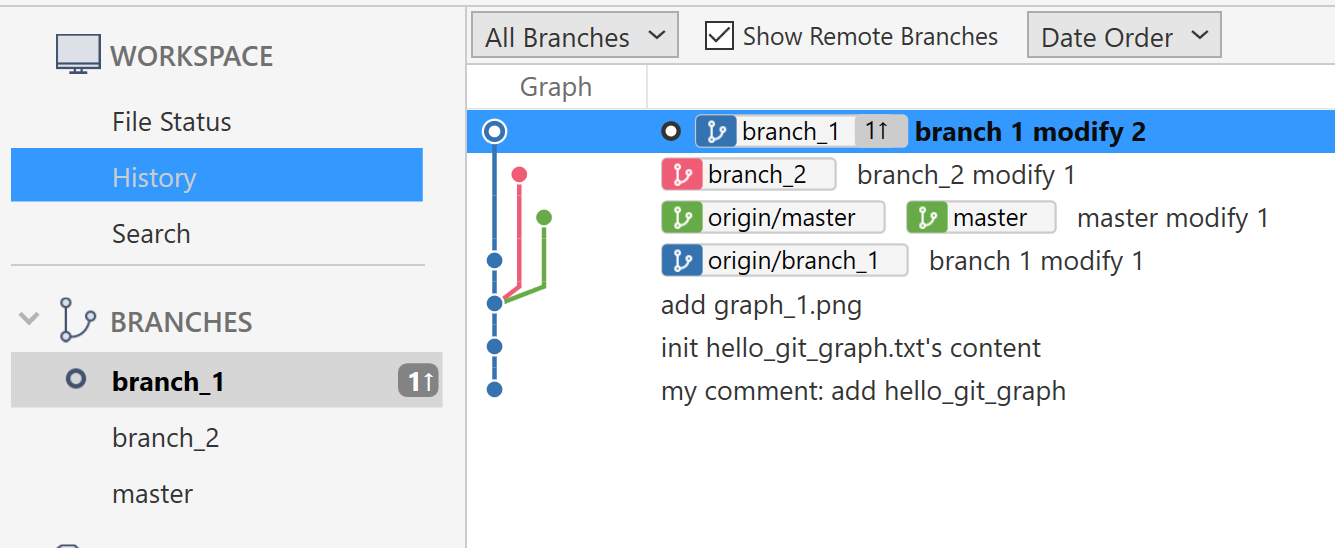 WORKSPACE
File Status
History
Search
BRANCHES
branch_1 1↑
branch_2
master
All Branches Show Remote Branches Date Order
Graph
branch_1 1↑ branch 1 modify 2
branch_2 branch_2 modify 1
origin/master master master modify 1
origin/branch_1 branch 1 modify 1
add graph_1.png
init hello_git_graph.txt's content
my comment: add hello_git_graph